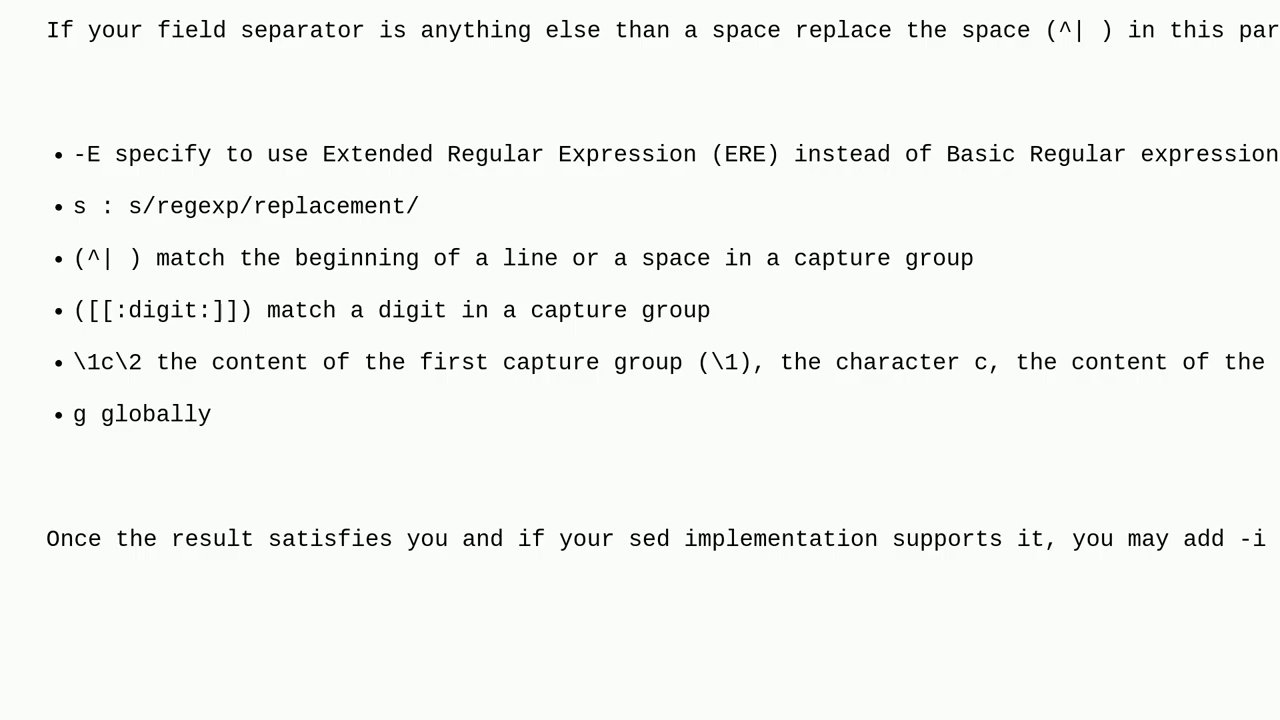 If your field separator is anything else than a space replace the space (^| ) in this par
• -E specify to use Extended Regular Expression (ERE) instead of Basic Regular expression
• s : s/regexp/replacement/
• (^| ) match the beginning of a line or a space in a capture group
• ([[:digit:]]) match a digit in a capture group
• \1c\2 the content of the first capture group (\1), the character c, the content of the
• g globally
Once the result satisfies you and if your sed implementation supports it, you may add -i